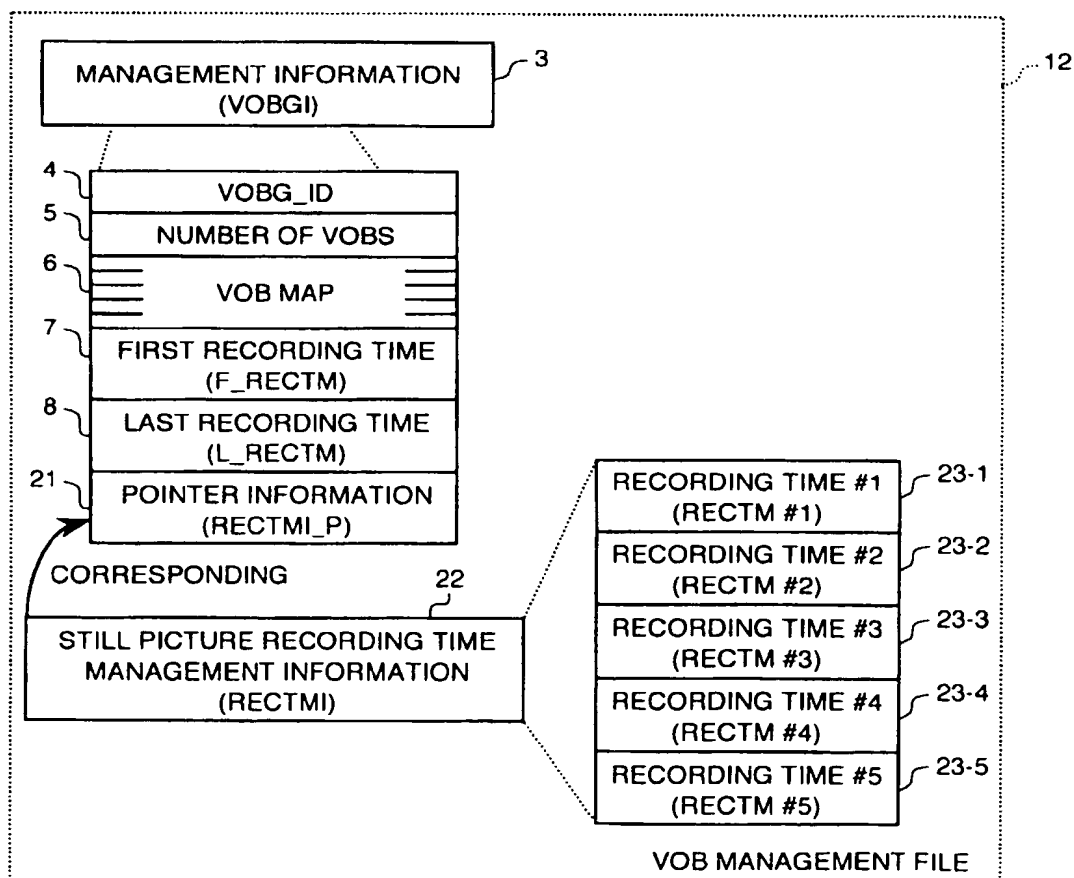 MANAGEMENT INFORMATION
(VOBGI)
3
12
4
VOBG_ID
5
NUMBER OF VOBS
6
VOB MAP
7
FIRST RECORDING TIME
(F_RECTM)
8
LAST RECORDING TIME
(L_RECTM)
21
POINTER INFORMATION
(RECTMI_P)
CORRESPONDING
22
STILL PICTURE RECORDING TIME
MANAGEMENT INFORMATION
(RECTMI)
RECORDING TIME #1
(RECTM #1)
23-1
RECORDING TIME #2
(RECTM #2)
23-2
RECORDING TIME #3
(RECTM #3)
23-3
RECORDING TIME #4
(RECTM #4)
23-4
RECORDING TIME #5
(RECTM #5)
23-5
VOB MANAGEMENT FILE